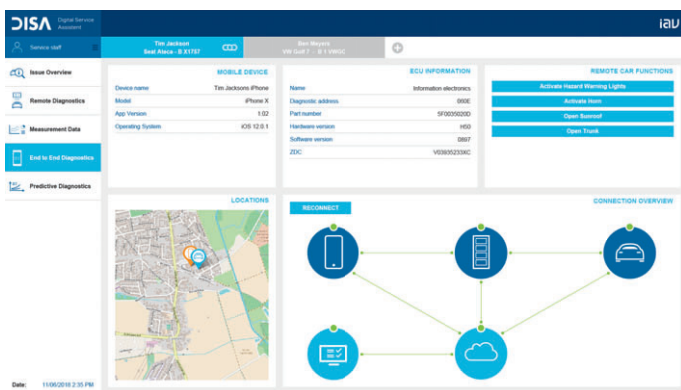 DISA Digital Service Assistant
iav
Service staff
Tim Jackson
Seat Ateca - B X1757
Ben Meyers
VW Golf 7 - B
Issue Overview
Remote Diagnostics
Measurement Data
End to End Diagnostics
Predictive Diagnostics
MOBILE DEVICE
Device name Tim Jacksons iPhone
Model iPhone X
App Version 1.02
Operating System iOS 12.0.1
ECU INFORMATION
Name Information electronics
Diagnostic address
Part number 5F0035020D
Hardware version H50
Software version
ZDC V03935233XC
REMOTE CAR FUNCTIONS
Activate Hazard Warning Lights
Activate Horn
Open Sunroof
Open Trunk
LOCATIONS
RECONNECT
CONNECTION OVERVIEW
Date: 11/06/2018 2:35 PM